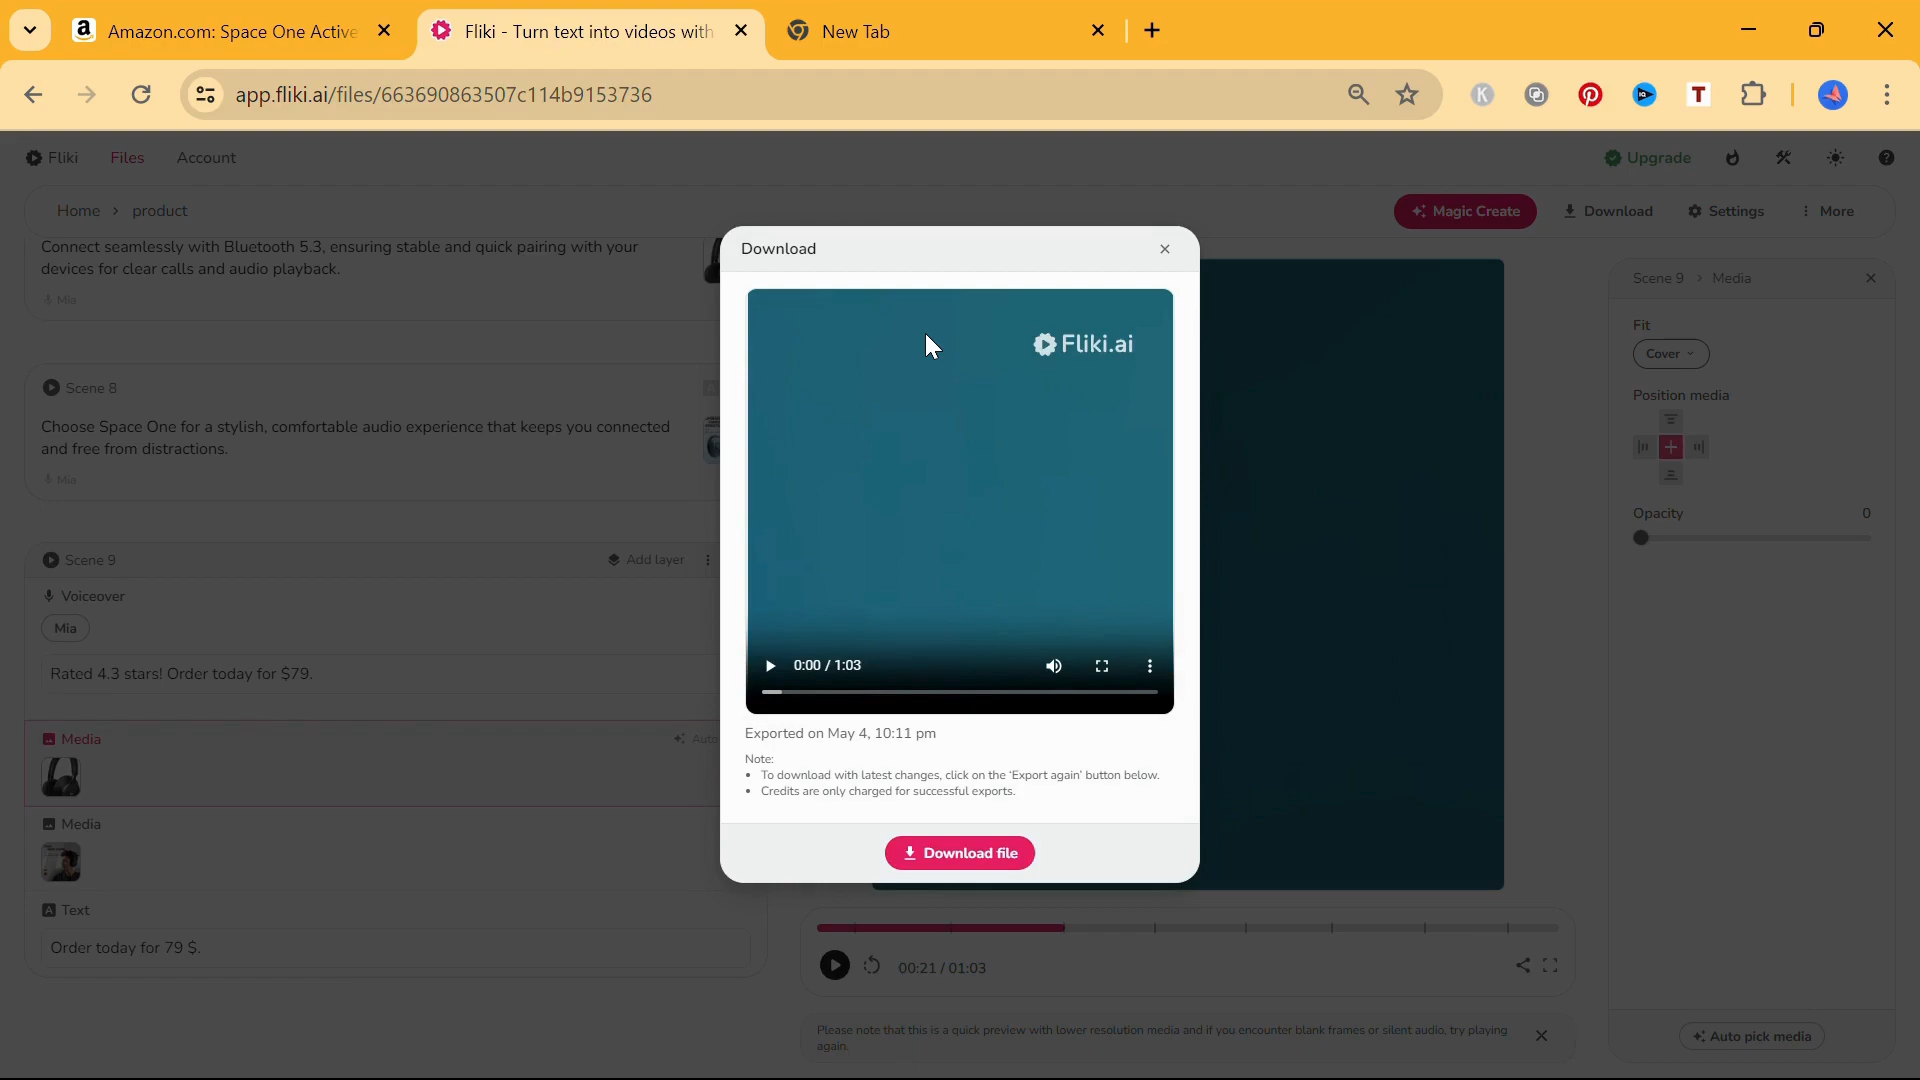 Amazon.com: Space One Active
Fliki - Turn text into videos with
New Tab
app.fliki.ai/files/663690863507c114b9153736
Fliki
Files
Account
Upgrade
Home > product
Magic Create
Download
Settings
More
Connect seamlessly with Bluetooth 5.3, ensuring stable and quick pairing with your
devices for clear calls and audio playback.
Mia
Scene 8
Choose Space One for a stylish, comfortable audio experience that keeps you connected
and free from distractions.
Mia
Scene 9
Add layer
Voiceover
Mia
Rated 4.3 stars! Order today for $79.
Media
Auto
Media
Text
Order today for 79 $.
Download
Fliki.ai
0:00 / 1:03
Exported on May 4, 10:11 pm
Note:
• To download with latest changes, click on the 'Export again' button below.
• Credits are only charged for successful exports.
Download file
00:21 / 01:03
Please note that this is a quick preview with lower resolution media and if you encounter blank frames or silent audio, try playing
again.
Scene 9 > Media
Fit
Cover
Position media
Opacity
0
Auto pick media